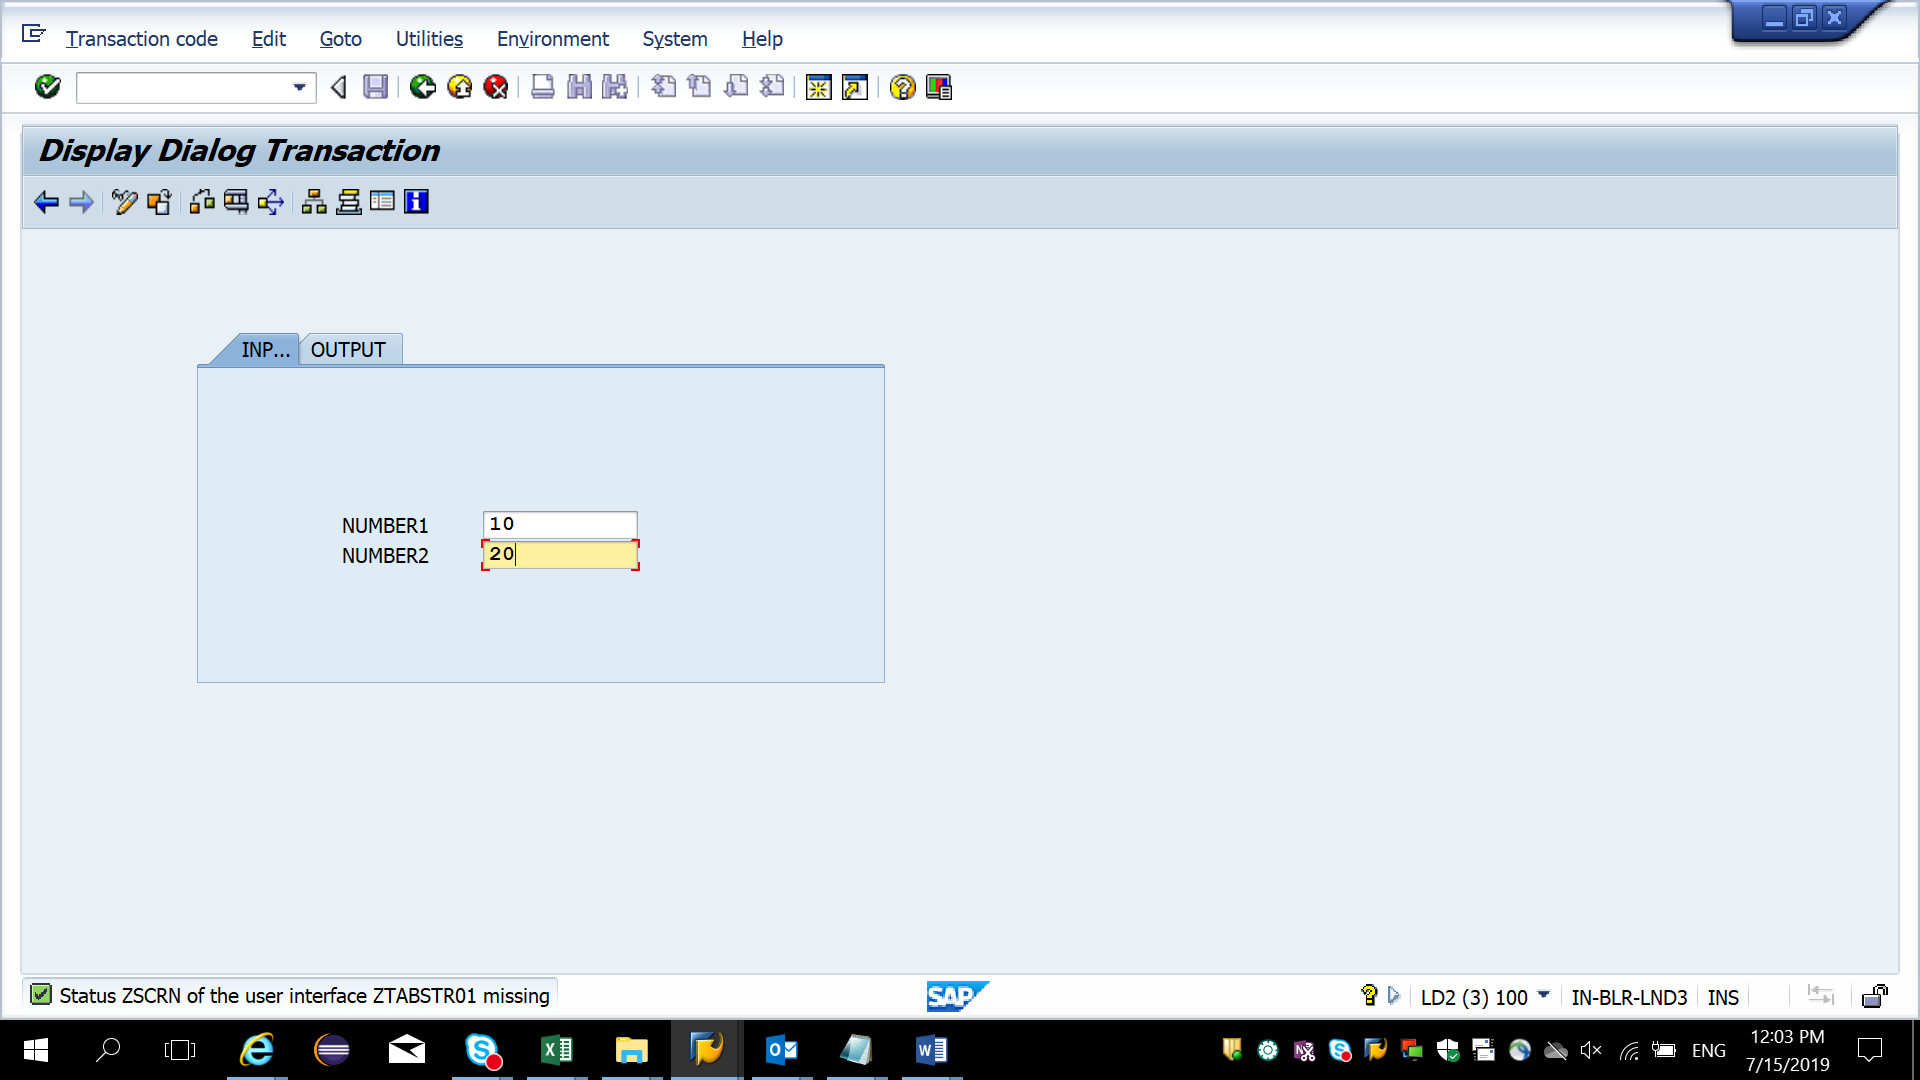 Transaction code Edit Goto Utilities Environment System Help
Display Dialog Transaction
INP... OUTPUT
NUMBER1 10
NUMBER2 20
Status ZSCRN of the user interface ZTABSTR01 missing
SAP
LD2 (3) 100 IN-BLR-LND3 INS
ENG
12:03 PM
7/15/2019